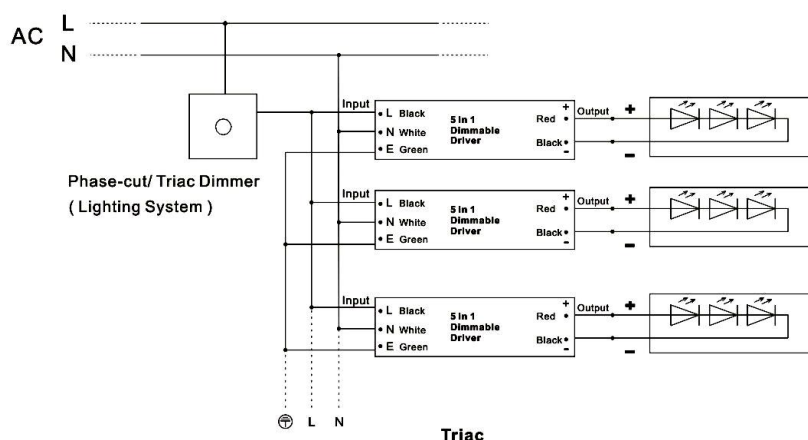 AC L
N
Phase-cut/ Triac Dimmer
( Lighting System )
Input
L Black
N White
E Green
5 in 1
Dimmable
Driver
+
Red
Black
-
Output
+
-
Input
L Black
N White
E Green
5 in 1
Dimmable
Driver
+
Red
Black
-
Output
+
-
Input
L Black
N White
E Green
5 in 1
Dimmable
Driver
+
Red
Black
-
Output
+
-
L N
Triac